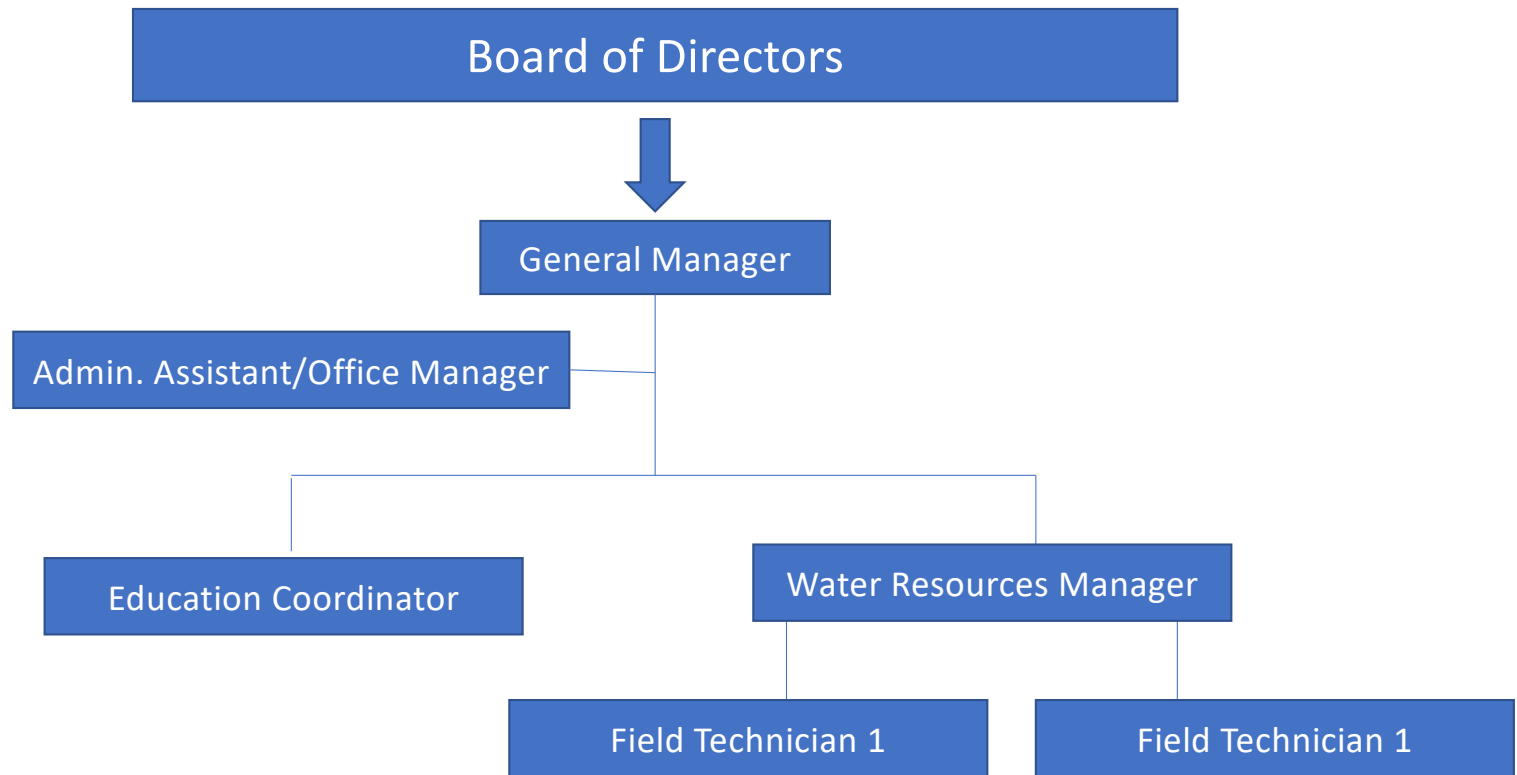 Board of Directors
General Manager
Admin. Assistant/Office Manager
Education Coordinator
Water Resources Manager
Field Technician 1
Field Technician 1